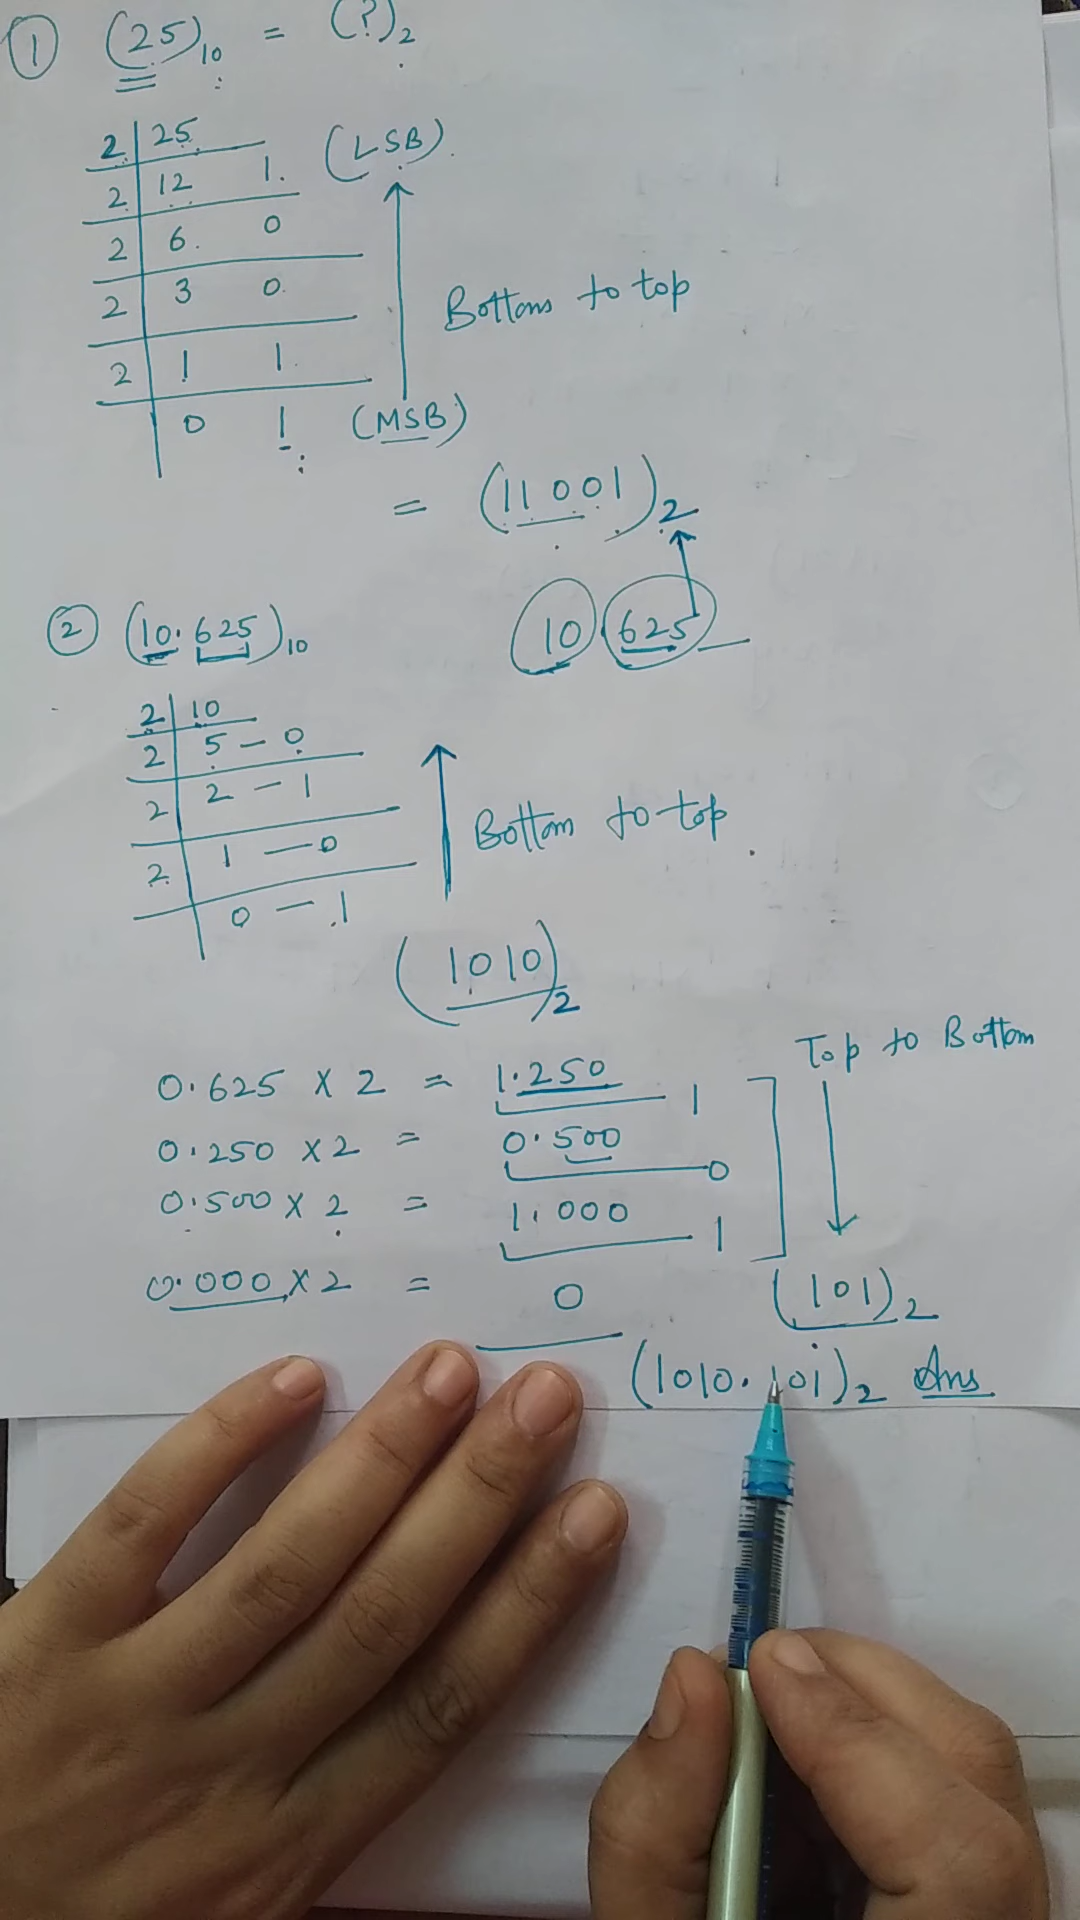 ① (25)₁₀ = (?)₂
2 | 25
2 | 12 1. (LSB)
2 | 6 0
2 | 3 0
2 | 1 1
0 1 (MSB)
Bottom to top
= (11001)₂
② (10.625)₁₀
10.625
2 | 10
2 | 5 – 0
2 | 2 – 1
2 | 1 – 0
0 – 1
Bottom to top
(1010)₂
Top to Bottom
0.625 X 2 = 1.250 1
0.250 X 2 = 0.500 0
0.500 X 2 = 1.000 1
0.000 X 2 = 0
(101)₂
(1010.101)₂ Ans